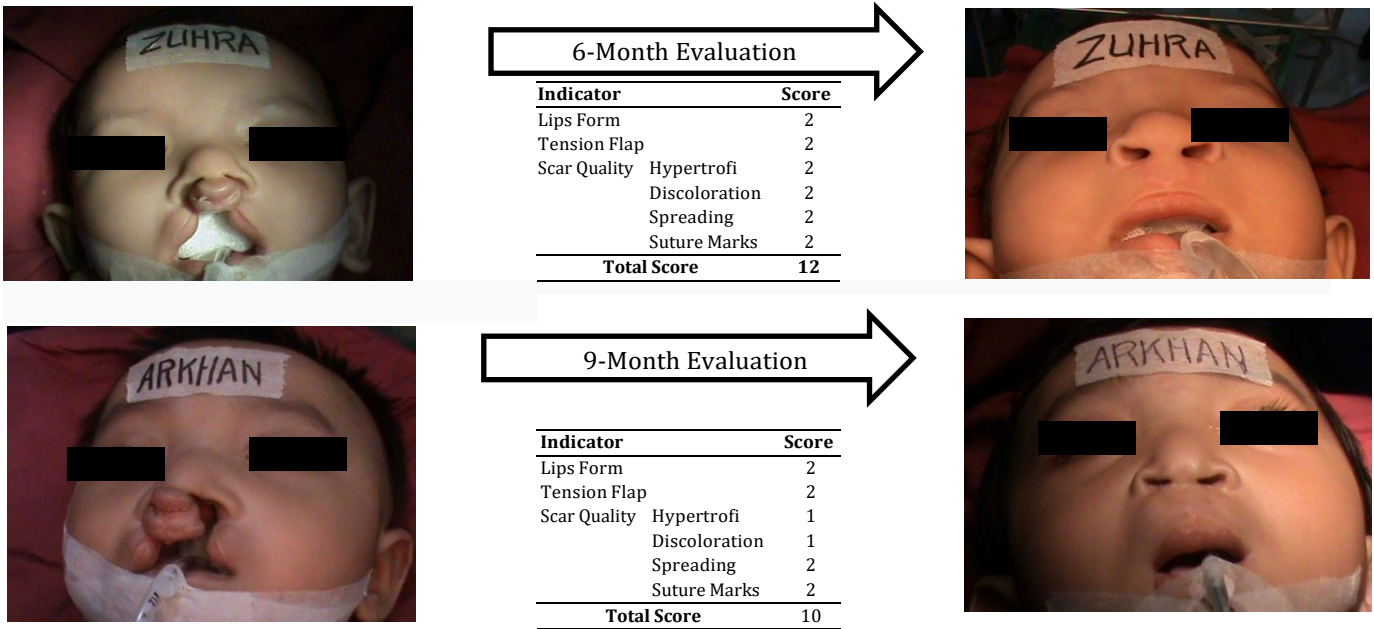 ZUHRA
6-Month Evaluation
ZUHRA
Indicator Score
Lips Form 2
Tension Flap 2
Scar Quality Hypertrofi 2
Discoloration 2
Spreading 2
Suture Marks 2
Total Score 12
ARKHAN
9-Month Evaluation
ARKHAN
Indicator Score
Lips Form 2
Tension Flap 2
Scar Quality Hypertrofi 1
Discoloration 1
Spreading 2
Suture Marks 2
Total Score 10